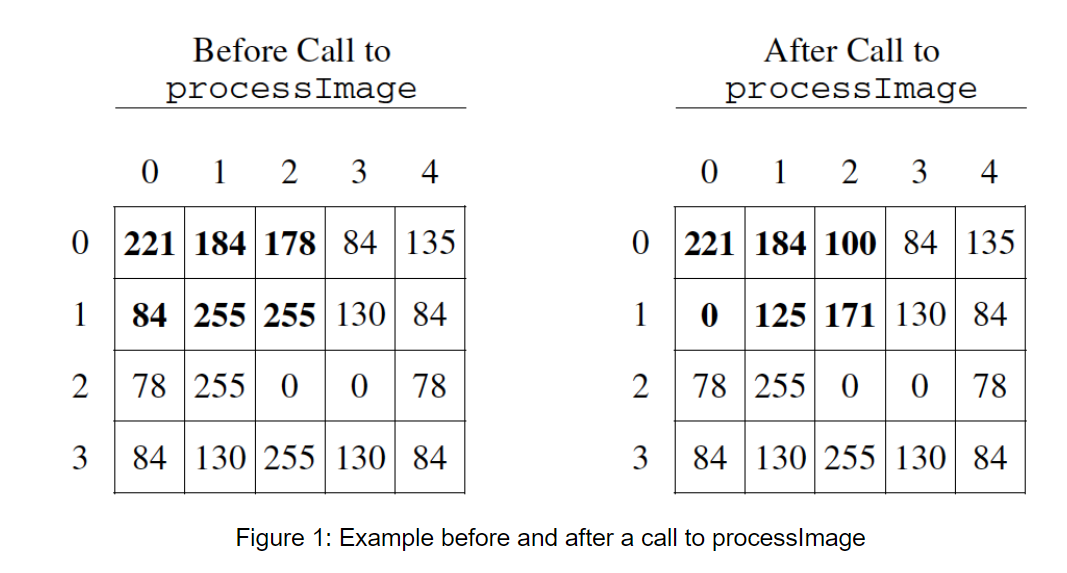 Before Call to
processImage
0 1 2 3 4
0 221 184 178 84 135
1 84 255 255 130 84
2 78 255 0 0 78
3 84 130 255 130 84
After Call to
processImage
0 1 2 3 4
0 221 184 100 84 135
1 0 125 171 130 84
2 78 255 0 0 78
3 84 130 255 130 84
Figure 1: Example before and after a call to processImage